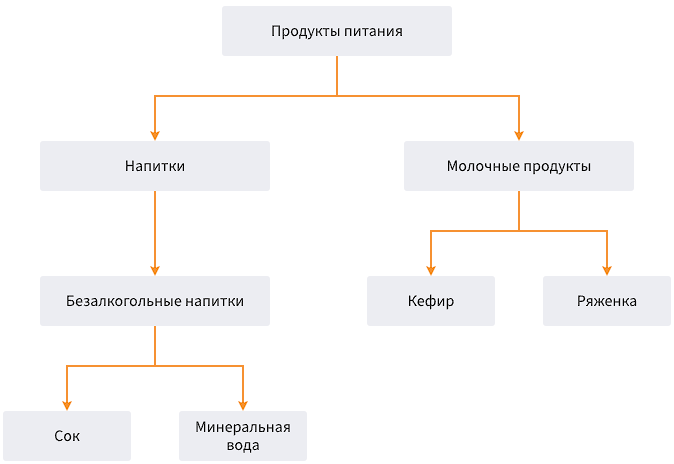 Продукты питания
Напитки
Молочные продукты
Безалкогольные напитки
Кефир
Ряженка
Сок
Минеральная
вода